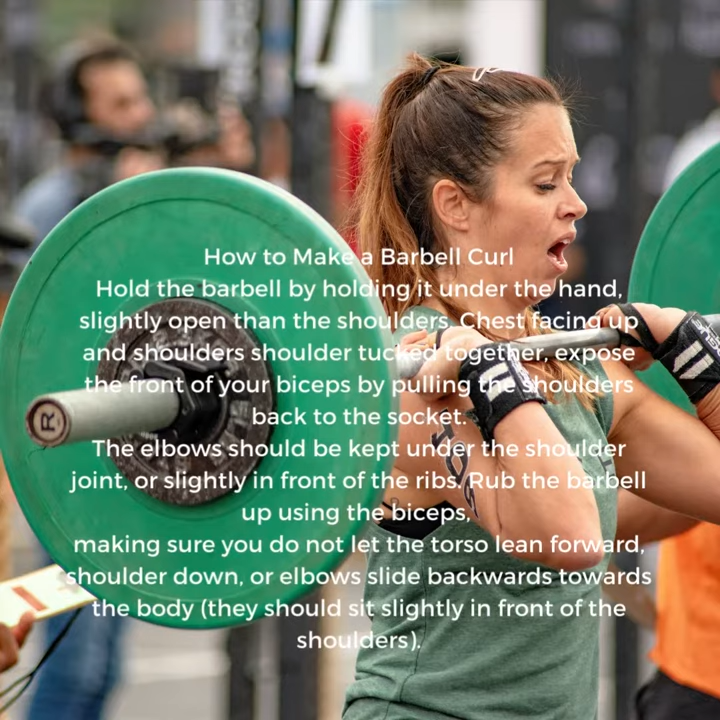 How to Make a Barbell Curl
Hold the barbell by holding it under the hand,
slightly open than the shoulders. Chest facing up
and shoulders shoulder tucked together, expose
the front of your biceps by pulling the shoulders
back to the socket.
The elbows should be kept under the shoulder
joint, or slightly in front of the ribs. Rub the barbell
up using the biceps,
making sure you do not let the torso lean forward,
shoulder down, or elbows slide backwards towards
the body (they should sit slightly in front of the
shoulders).
R